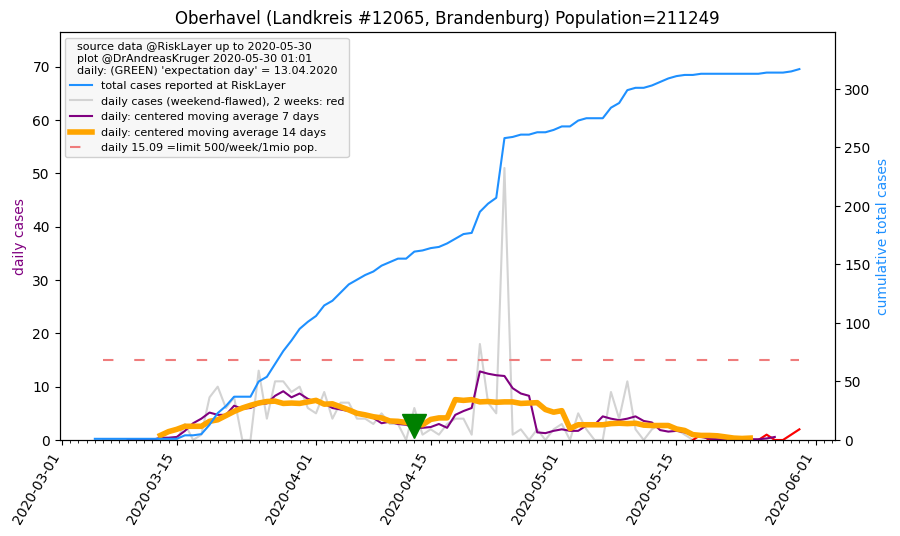 Oberhavel (Landkreis #12065, Brandenburg) Population=211249
source data @RiskLayer up to 2020-05-30
plot @DrAndreasKruger 2020-05-30 01:01
daily: (GREEN) 'expectation day' = 13.04.2020
total cases reported at RiskLayer
daily cases (weekend-flawed), 2 weeks: red
daily: centered moving average 7 days
daily: centered moving average 14 days
daily 15.09 =limit 500/week/1mio pop.
daily cases
70
60
50
40
30
20
10
0
cumulative total cases
300
250
200
150
100
50
0
2020-03-01
2020-03-15
2020-04-01
2020-04-15
2020-05-01
2020-05-15
2020-06-01